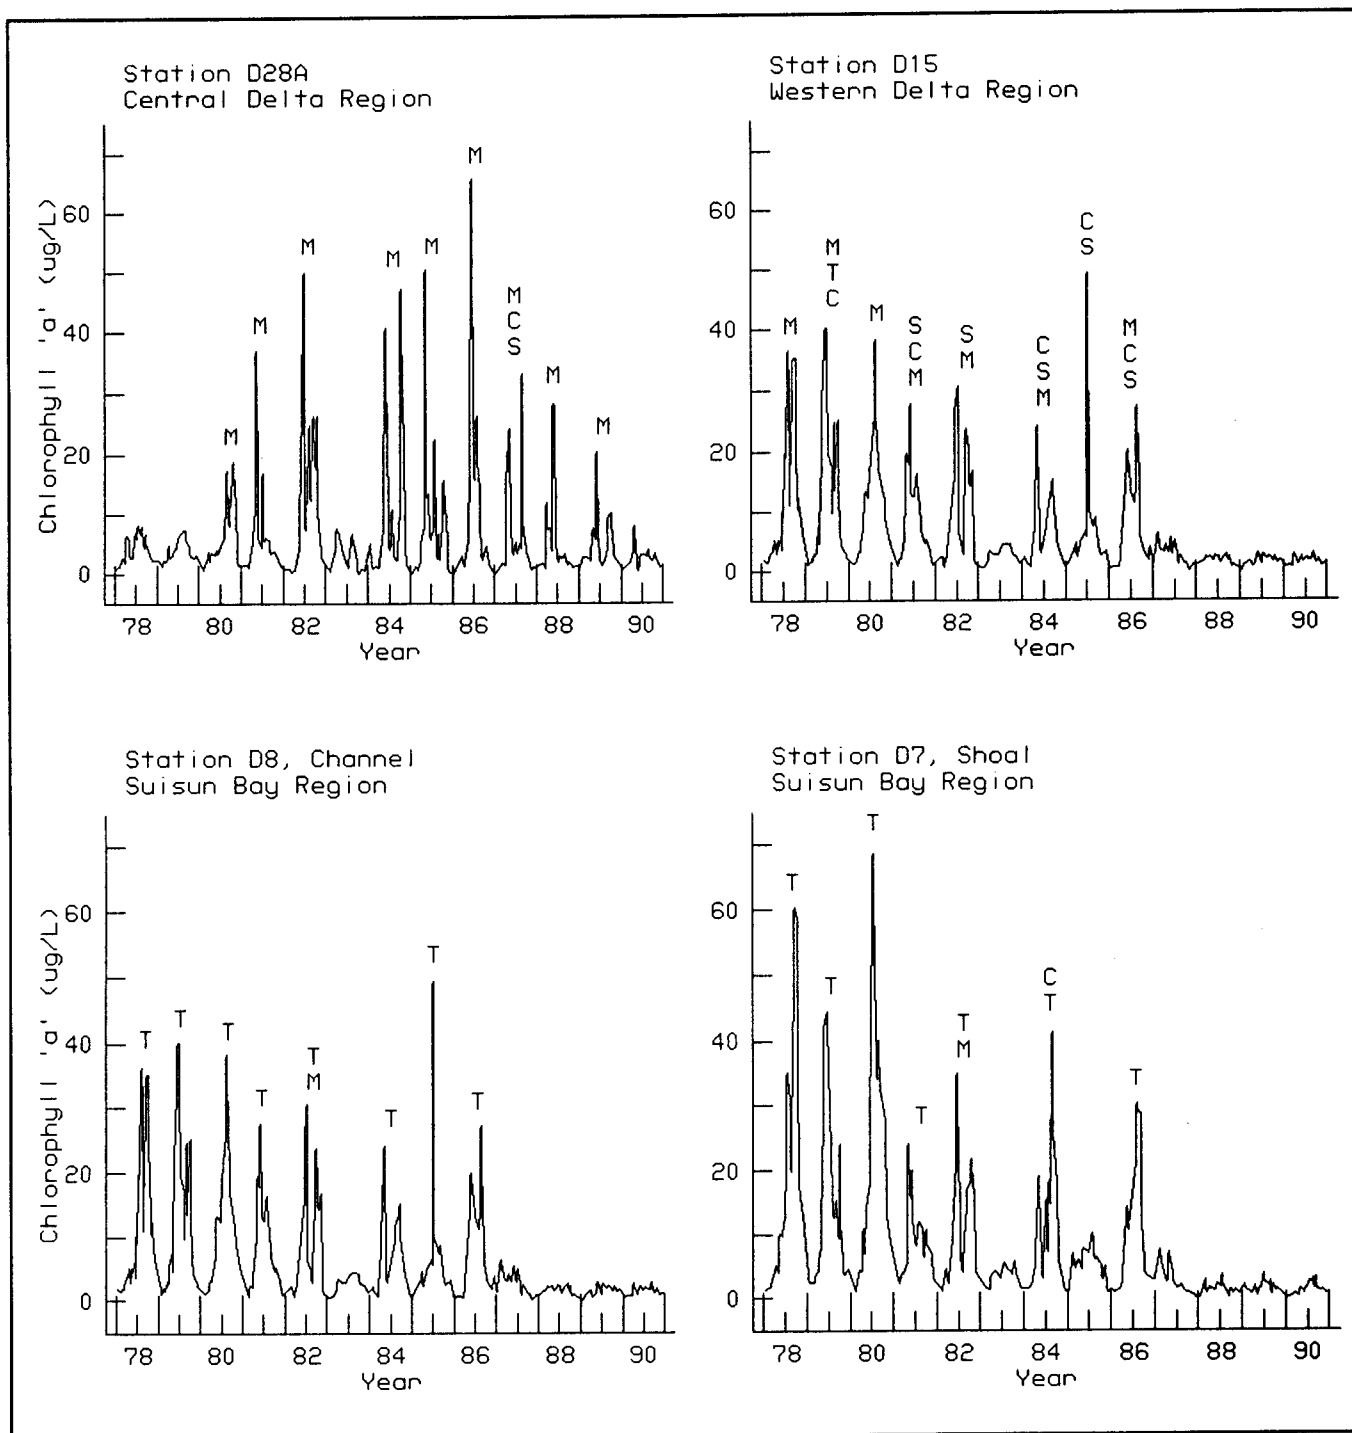 Station D28A
Central Delta Region
Chlorophyll 'a' (ug/L)
60
40
20
0
M
M
M
M
M
M
M
C
S
M
M
78 80 82 84 86 88 90
Year
Station D15
Western Delta Region
60
40
20
0
M
M
T
C
M
S
C
M
S
M
C
S
M
C
S
M
C
S
78 80 82 84 86 88 90
Year
Station D8, Channel
Suisun Bay Region
Chlorophyll 'a' (ug/L)
60
40
20
0
T
T
T
T
T
M
T
T
T
78 80 82 84 86 88 90
Year
Station D7, Shoal
Suisun Bay Region
60
40
20
0
T
T
T
T
T
M
C
T
T
78 80 82 84 86 88 90
Year